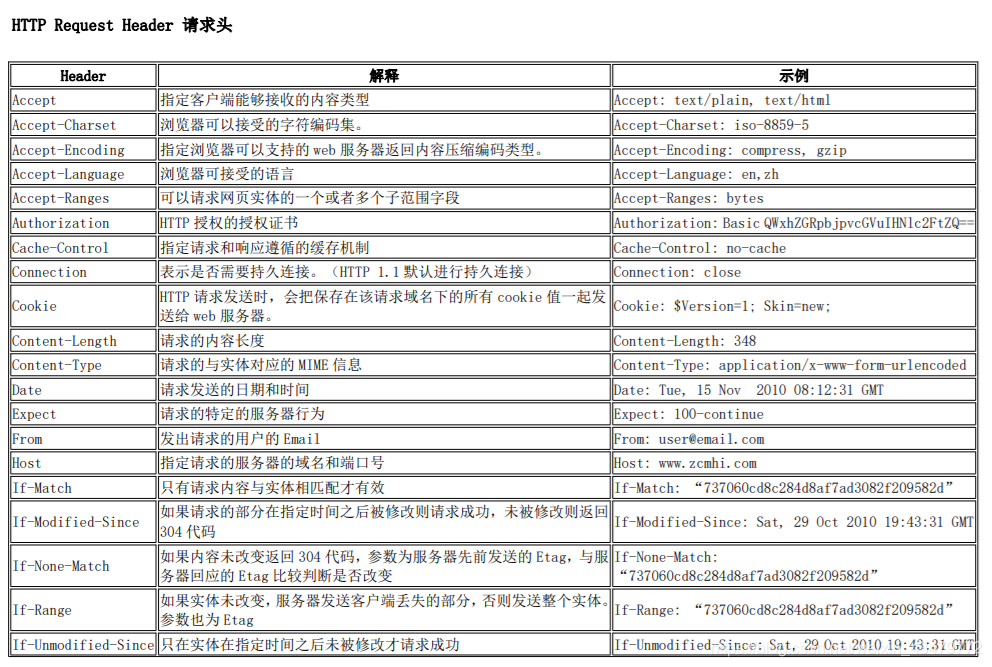 HTTP Request Header 请求头
Header 解释 示例
Accept 指定客户端能够接收的内容类型 Accept: text/plain, text/html
Accept-Charset 浏览器可以接受的字符编码集。 Accept-Charset: iso-8859-5
Accept-Encoding 指定浏览器可以支持的 web 服务器返回内容压缩编码类型。 Accept-Encoding: compress, gzip
Accept-Language 浏览器可接受的语言 Accept-Language: en,zh
Accept-Ranges 可以请求网页实体的一个或者多个子范围字段 Accept-Ranges: bytes
Authorization HTTP 授权的授权证书 Authorization: Basic QWxhZGRpbjpvcGVuIHNlc2FtZQ==
Cache-Control 指定请求和响应遵循的缓存机制 Cache-Control: no-cache
Connection 表示是否需要持久连接。（HTTP 1.1 默认进行持久连接） Connection: close
Cookie HTTP 请求发送时，会把保存在该请求域名下的所有 cookie 值一起发 Cookie: $Version=1; Skin=new;
送给 web 服务器。
Content-Length 请求的内容长度 Content-Length: 348
Content-Type 请求的与实体对应的 MIME 信息 Content-Type: application/x-www-form-urlencoded
Date 请求发送的日期和时间 Date: Tue, 15 Nov 2010 08:12:31 GMT
Expect 请求的特定的服务器行为 Expect: 100-continue
From 发出请求的用户的 Email From: user@email.com
Host 指定请求的服务器的域名和端口号 Host: www.zcmhi.com
If-Match 只有请求内容与实体相匹配才有效 If-Match: “737060cd8c284d8af7ad3082f209582d”
If-Modified-Since 如果请求的部分在指定时间之后被修改则请求成功，未被修改则返回 If-Modified-Since: Sat, 29 Oct 2010 19:43:31 GMT
304 代码
If-None-Match 如果内容未改变返回 304 代码，参数为服务器先前发送的 Etag，与服 If-None-Match:
务器回应的 Etag 比较判断是否改变 “737060cd8c284d8af7ad3082f209582d”
If-Range 如果实体未改变，服务器发送客户端丢失的部分，否则发送整个实体。 If-Range: “737060cd8c284d8af7ad3082f209582d”
参数也为 Etag
If-Unmodified-Since 只在实体在指定时间之后未被修改才请求成功 If-Unmodified-Since: Sat, 29 Oct 2010 19:43:31 GMT